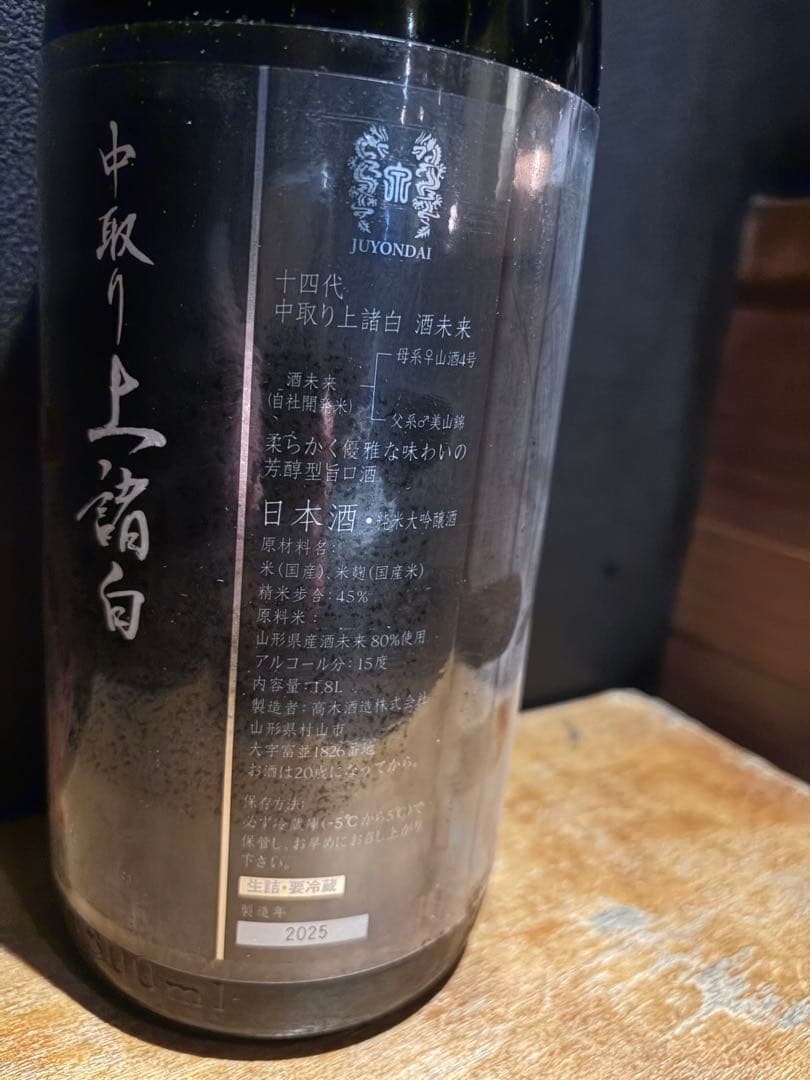 中取り上諸白
JUYONDAI
十四代
中取り上諸白 酒未来
母系♀山酒4号
酒未来
(自社開発米)
父系♂美山錦
柔らかく優雅な味わいの
芳醇型旨口酒
日本酒・純米大吟醸酒
原材料名:
米(国産)、米麹(国産米)
精米歩合:45%
原料米:
山形県産酒未来80%使用
アルコール分:15度
内容量:1.8L
製造者:高木酒造株式会社
山形県村山市
大字富並1826番地
お酒は20歳になってから。
保存方法:
必ず冷蔵庫(-5℃から5℃)で
保管し、お早めにお召し上がり
下さい。
生詰・要冷蔵
製造年
2025